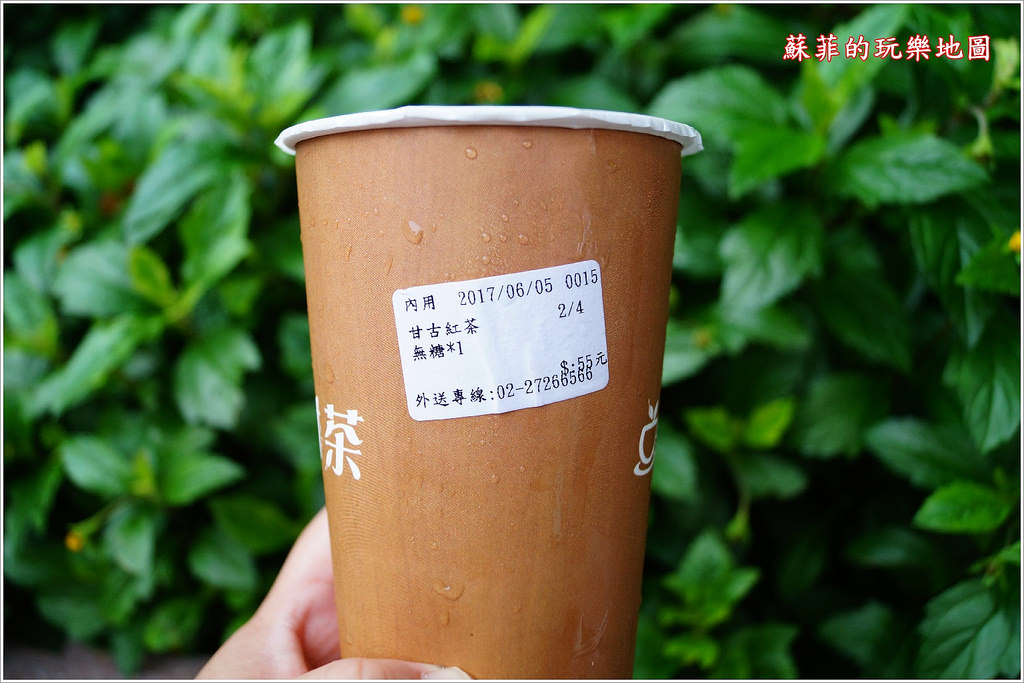 蘇菲的玩樂地圖
內用 2017/06/05 0015
2/4
甘古紅茶
無糖*1
$:55元
外送專線:02-27266566
茶